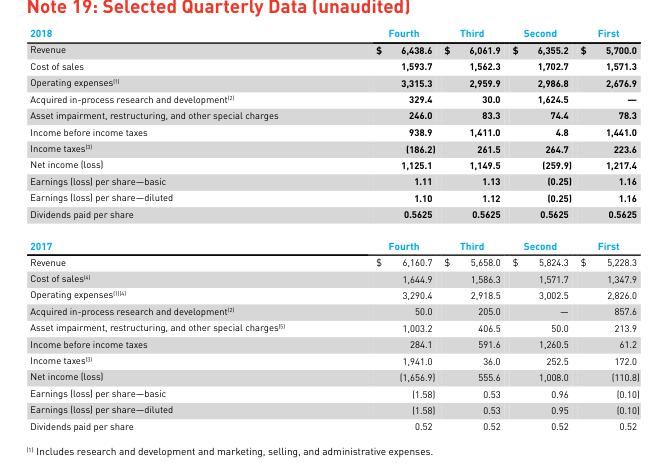 Note 19: Selected Quarterly Data (unaudited)
2018 Fourth Third Second First
Revenue $ 6,438.6 $ 6,061.9 $ 6,355.2 $ 5,700.0
Cost of sales 1,593.7 1,562.3 1,702.7 1,571.3
Operating expenses(1) 3,315.3 2,959.9 2,986.8 2,676.9
Acquired in-process research and development(2) 329.4 30.0 1,624.5 —
Asset impairment, restructuring, and other special charges 246.0 83.3 74.4 78.3
Income before income taxes 938.9 1,411.0 4.8 1,441.0
Income taxes(3) (186.2) 261.5 264.7 223.6
Net income (loss) 1,125.1 1,149.5 (259.9) 1,217.4
Earnings (loss) per share—basic 1.11 1.13 (0.25) 1.16
Earnings (loss) per share—diluted 1.10 1.12 (0.25) 1.16
Dividends paid per share 0.5625 0.5625 0.5625 0.5625
2017 Fourth Third Second First
Revenue $ 6,160.7 $ 5,658.0 $ 5,824.3 $ 5,228.3
Cost of sales(4) 1,644.9 1,586.3 1,571.7 1,347.9
Operating expenses(1)(4) 3,290.4 2,918.5 3,002.5 2,826.0
Acquired in-process research and development(2) 50.0 205.0 — 857.6
Asset impairment, restructuring, and other special charges(5) 1,003.2 406.5 50.0 213.9
Income before income taxes 284.1 591.6 1,260.5 61.2
Income taxes(3) 1,941.0 36.0 252.5 172.0
Net income (loss) (1,656.9) 555.6 1,008.0 (110.8)
Earnings (loss) per share—basic (1.58) 0.53 0.96 (0.10)
Earnings (loss) per share—diluted (1.58) 0.53 0.95 (0.10)
Dividends paid per share 0.52 0.52 0.52 0.52
(1) Includes research and development and marketing, selling, and administrative expenses.